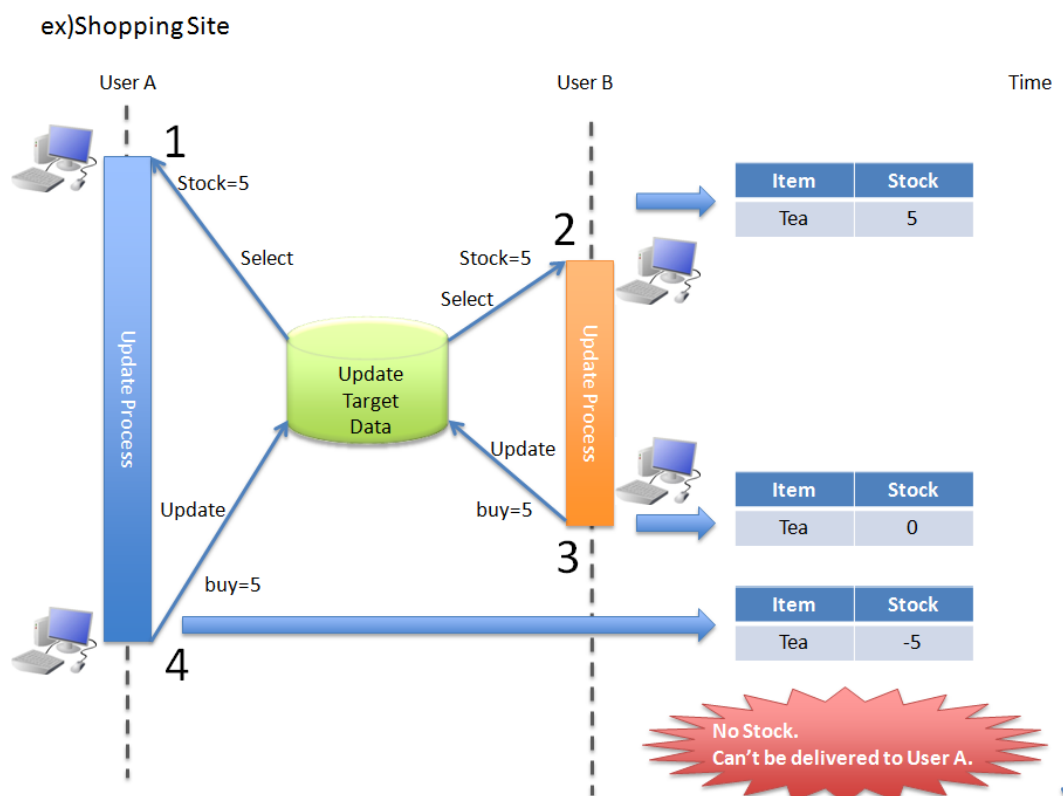 ex)Shopping Site
User A
User B
Time
1
Stock=5
Select
2
Stock=5
Select
Item Stock
Tea 5
Update Process
Update
Target
Data
Update Process
Update
buy=5
3
Item Stock
Tea 0
Update
buy=5
4
Item Stock
Tea -5
No Stock.
Can't be delivered to User A.